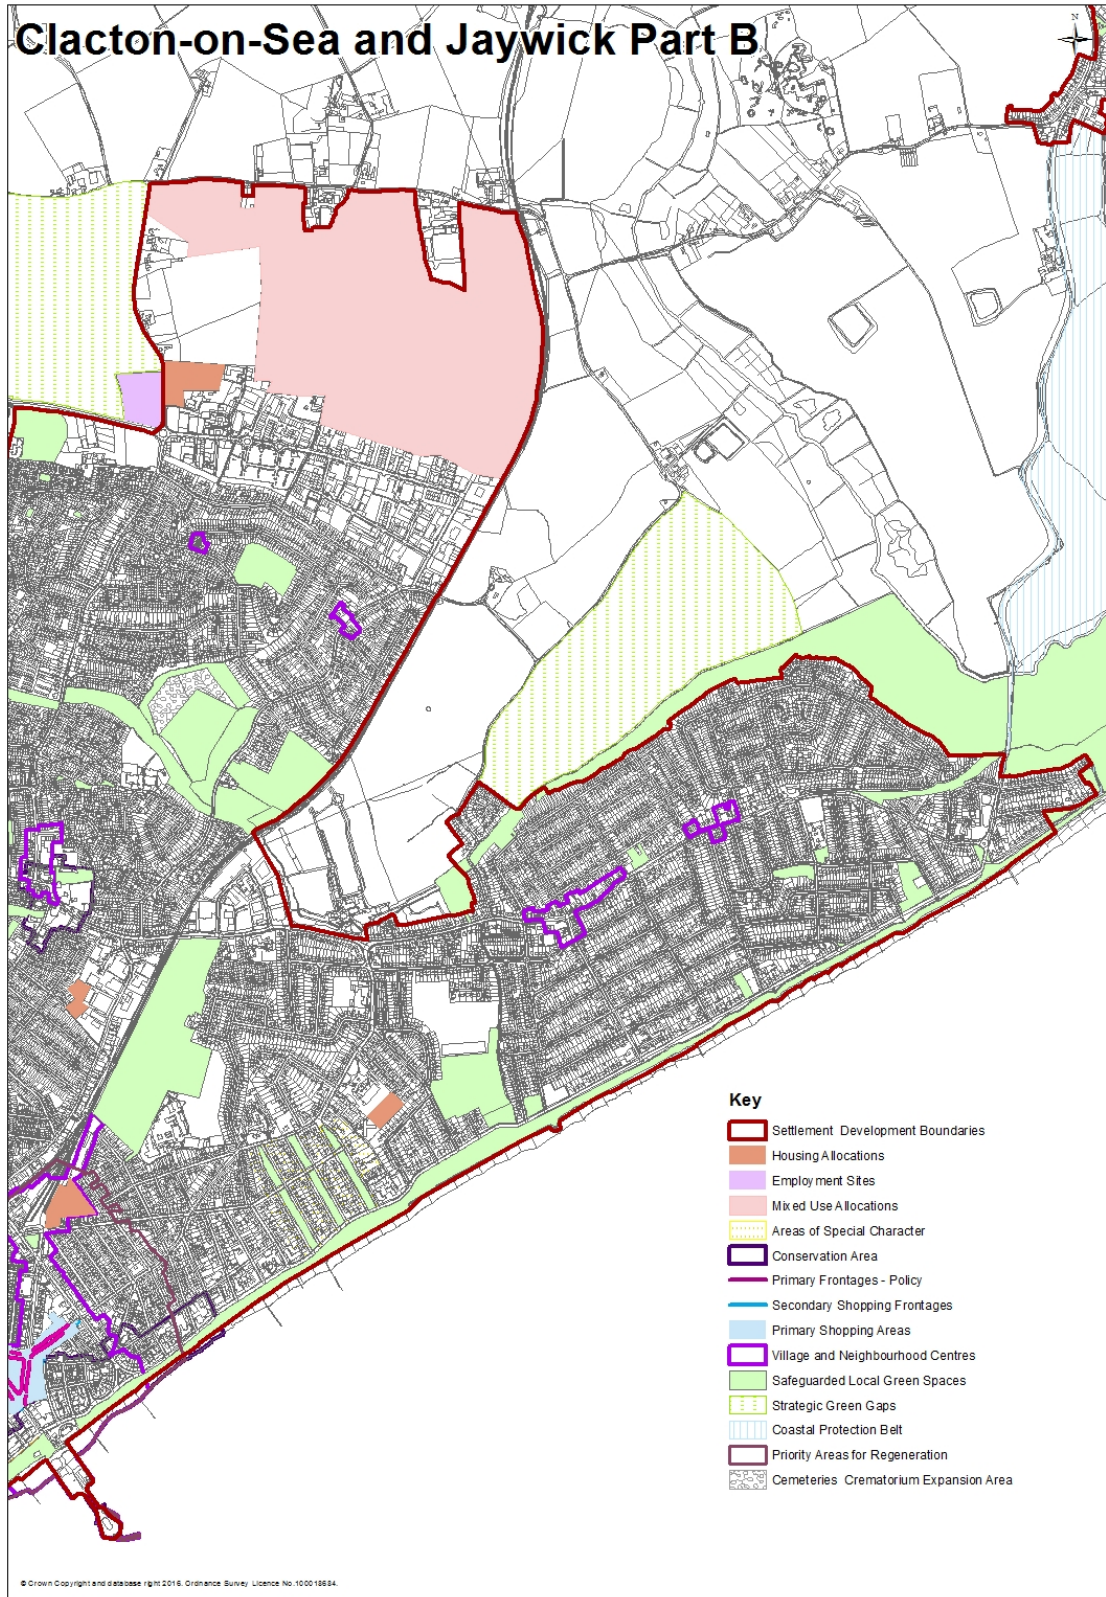 Clacton-on-Sea and Jaywick Part B
N
Key
Settlement Development Boundaries
Housing Allocations
Employment Sites
Mixed Use Allocations
Areas of Special Character
Conservation Area
Primary Frontages - Policy
Secondary Shopping Frontages
Primary Shopping Areas
Village and Neighbourhood Centres
Safeguarded Local Green Spaces
Strategic Green Gaps
Coastal Protection Belt
Priority Areas for Regeneration
Cemeteries Crematorium Expansion Area
© Crown Copyright and database right 2016. Ordnance Survey Licence No.100018684.